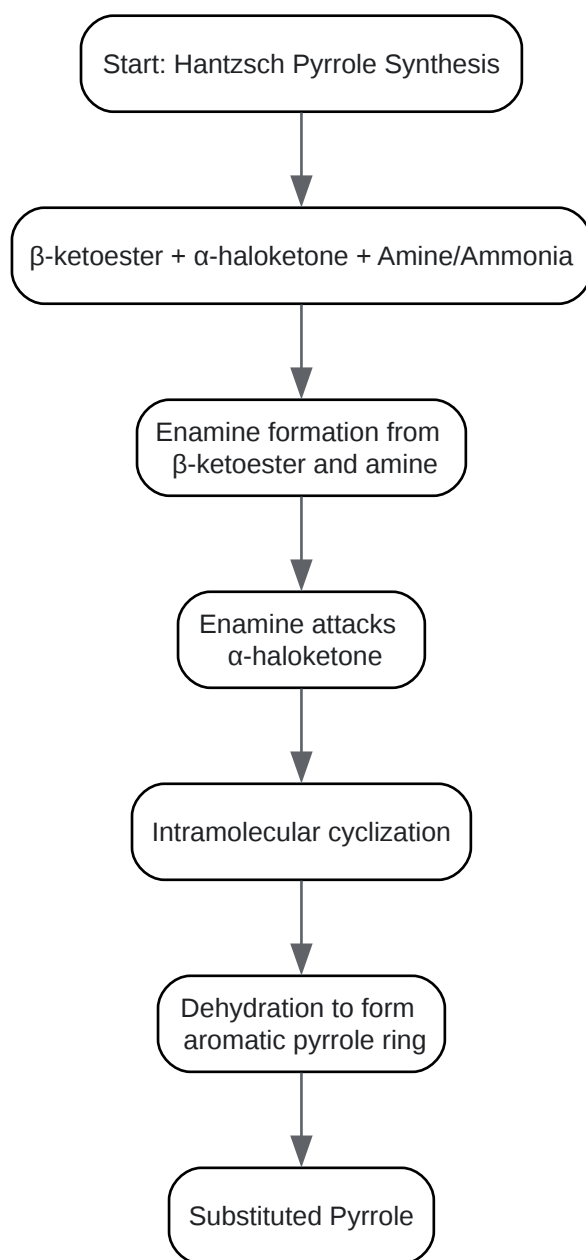 Start: Hantzsch Pyrrole Synthesis
β-ketoester + α-haloketone + Amine/Ammonia
Enamine formation from
β-ketoester and amine
Enamine attacks
α-haloketone
Intramolecular cyclization
Dehydration to form
aromatic pyrrole ring
Substituted Pyrrole